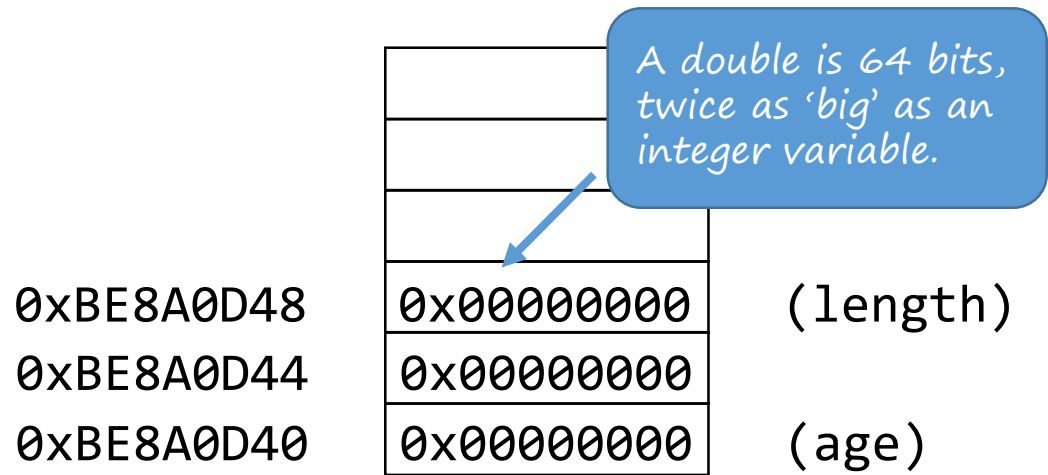 A double is 64 bits,
twice as ‘big’ as an
integer variable.
0xBE8A0D48 0x00000000 (length)
0xBE8A0D44 0x00000000
0xBE8A0D40 0x00000000 (age)